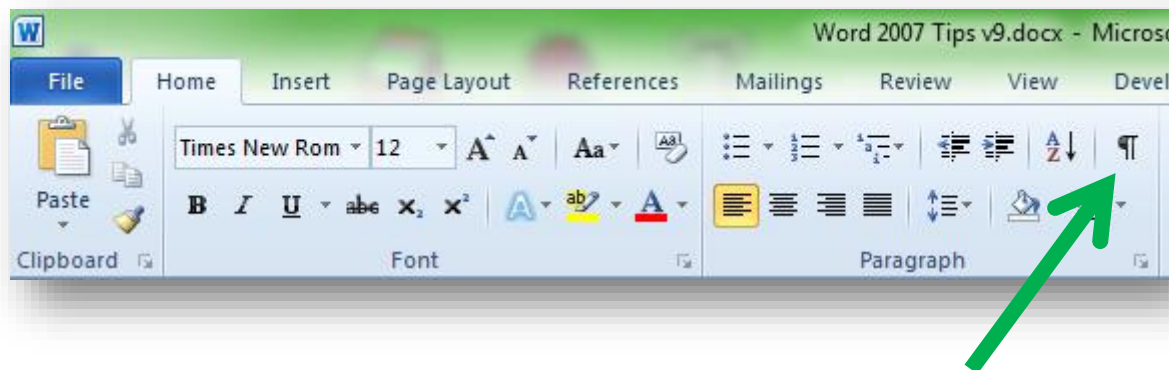 W
Word 2007 Tips v9.docx - Microso
File Home Insert Page Layout References Mailings Review View Devel
Times New Rom 12 A A Aa Aa
Paste B I U abc X₂ X² A ab A A Z ¶
Clipboard Font Paragraph